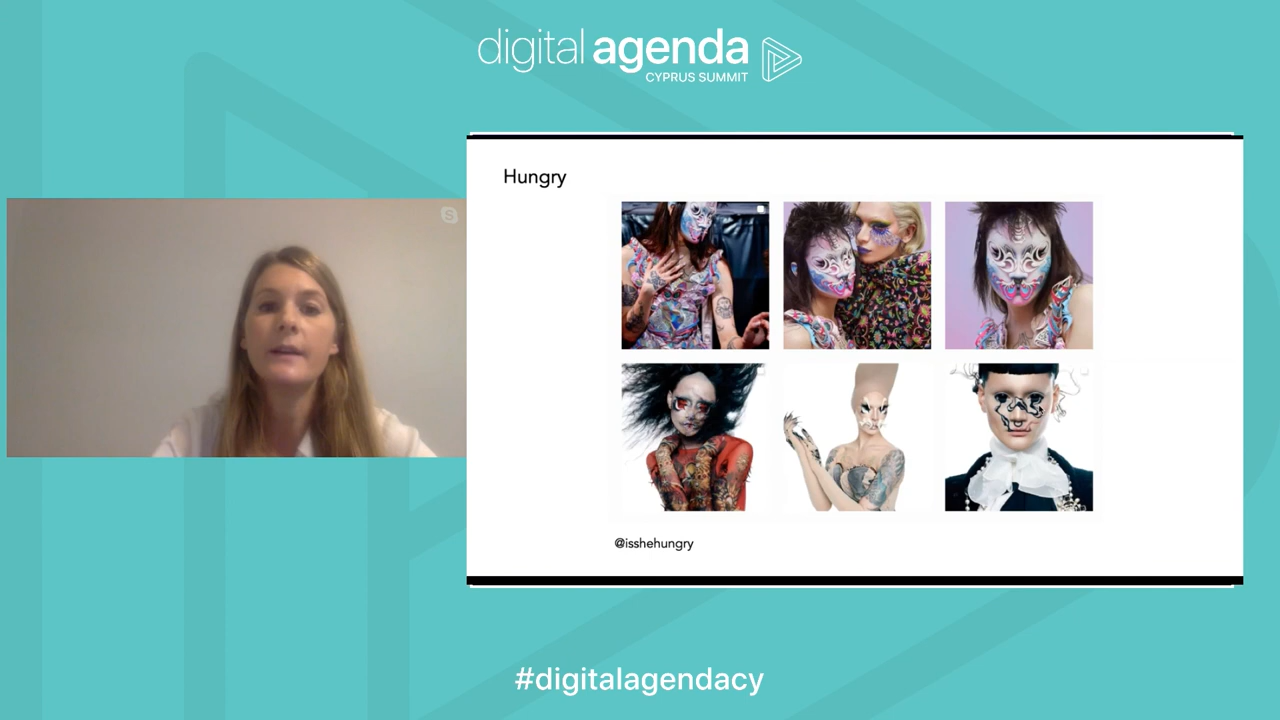 digital agenda
CYPRUS SUMMIT
Hungry
@isshehungry
#digitalagendacy